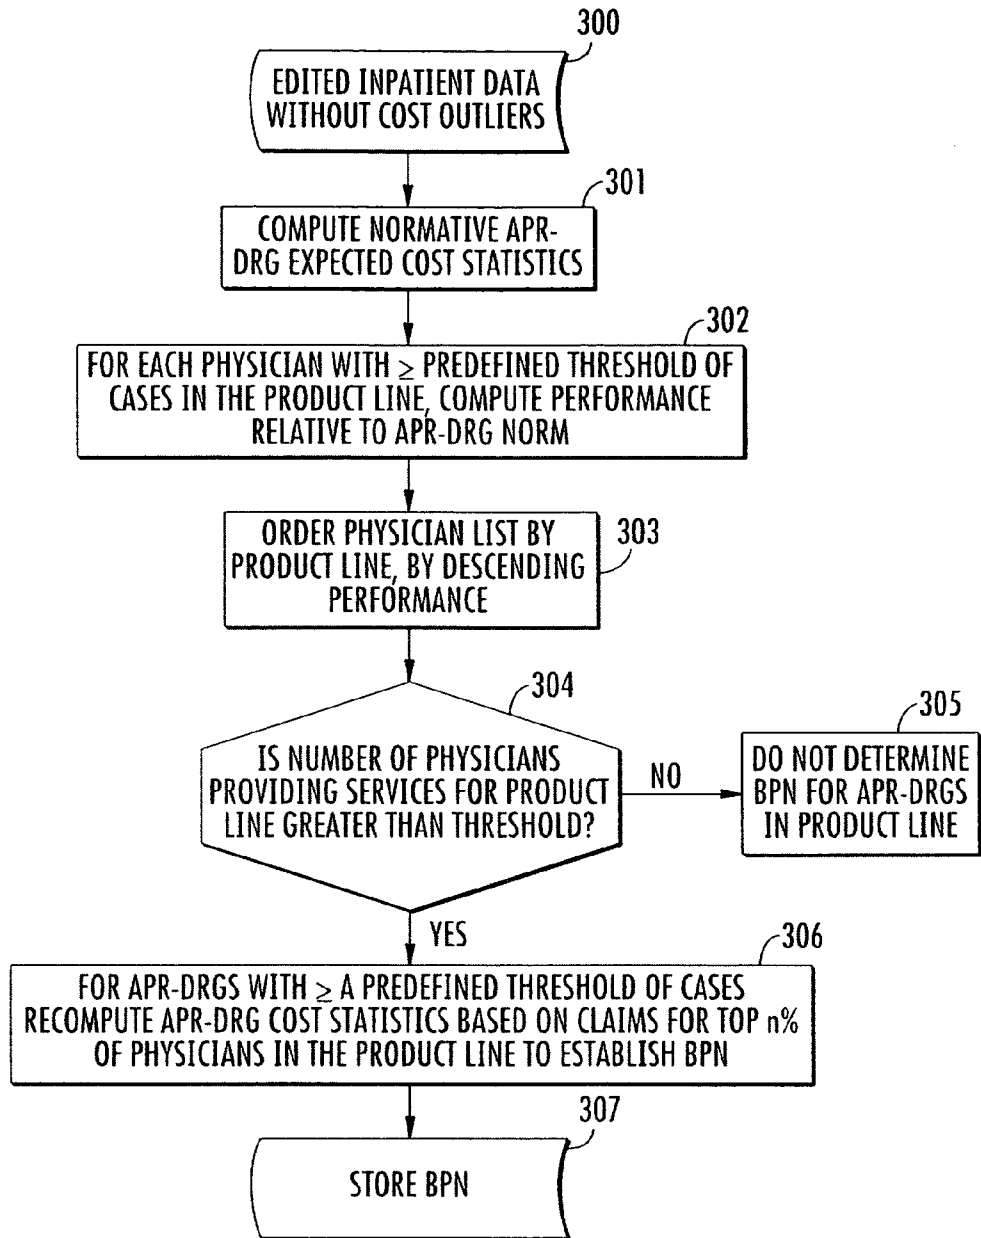 300
EDITED INPATIENT DATA
WITHOUT COST OUTLIERS
301
COMPUTE NORMATIVE APR-
DRG EXPECTED COST STATISTICS
302
FOR EACH PHYSICIAN WITH ≥ PREDEFINED THRESHOLD OF
CASES IN THE PRODUCT LINE, COMPUTE PERFORMANCE
RELATIVE TO APR-DRG NORM
ORDER PHYSICIAN LIST BY
PRODUCT LINE, BY DESCENDING
PERFORMANCE
303
304
IS NUMBER OF PHYSICIANS
PROVIDING SERVICES FOR PRODUCT
LINE GREATER THAN THRESHOLD?
NO
305
DO NOT DETERMINE
BPN FOR APR-DRGS
IN PRODUCT LINE
YES
306
FOR APR-DRGS WITH ≥ A PREDEFINED THRESHOLD OF CASES
RECOMPUTE APR-DRG COST STATISTICS BASED ON CLAIMS FOR TOP n%
OF PHYSICIANS IN THE PRODUCT LINE TO ESTABLISH BPN
307
STORE BPN